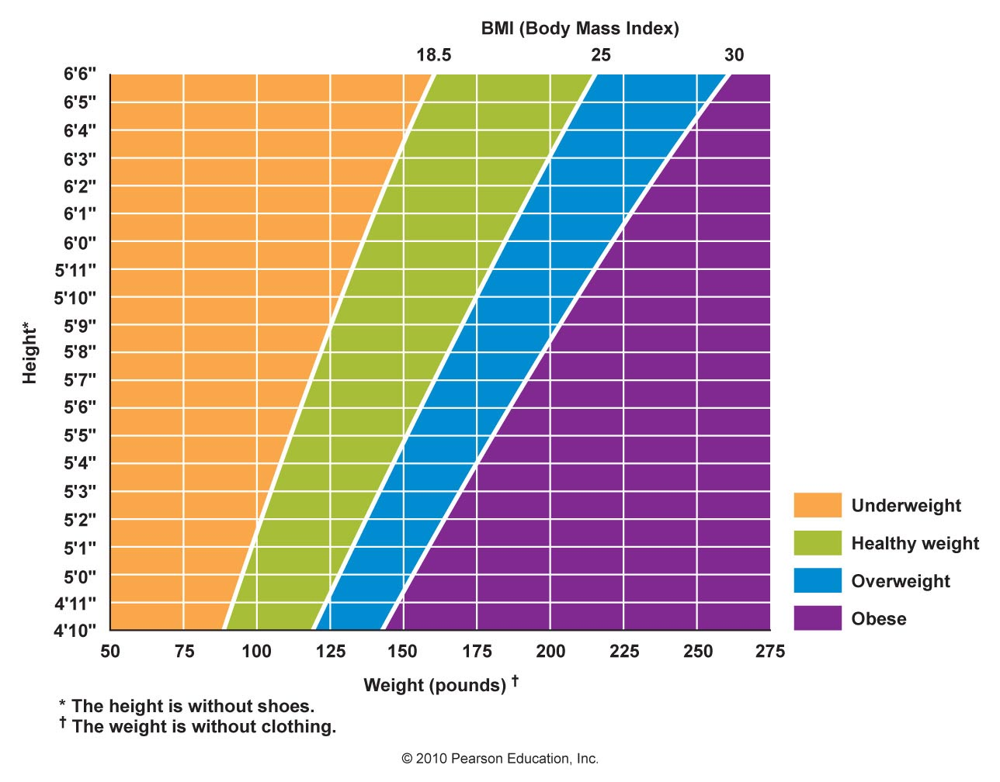 BMI (Body Mass Index)
18.5 25 30
6'6"
6'5"
6'4"
6'3"
6'2"
6'1"
6'0"
5'11"
5'10"
5'9"
5'8"
5'7"
5'6"
5'5"
5'4"
5'3"
5'2"
5'1"
5'0"
4'11"
4'10"
Height*
50 75 100 125 150 175 200 225 250 275
Weight (pounds) †
Underweight
Healthy weight
Overweight
Obese
* The height is without shoes.
† The weight is without clothing.
© 2010 Pearson Education, Inc.